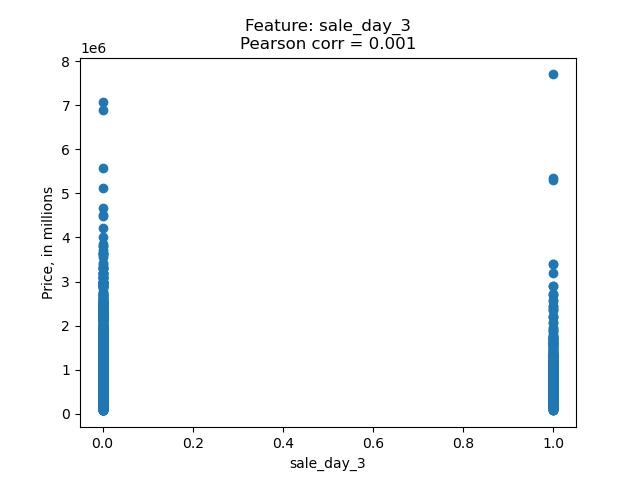 Feature: sale_day_3
Pearson corr = 0.001
1e6
8
7
6
5
4
3
2
1
0
Price, in millions
0.0 0.2 0.4 0.6 0.8 1.0
sale_day_3